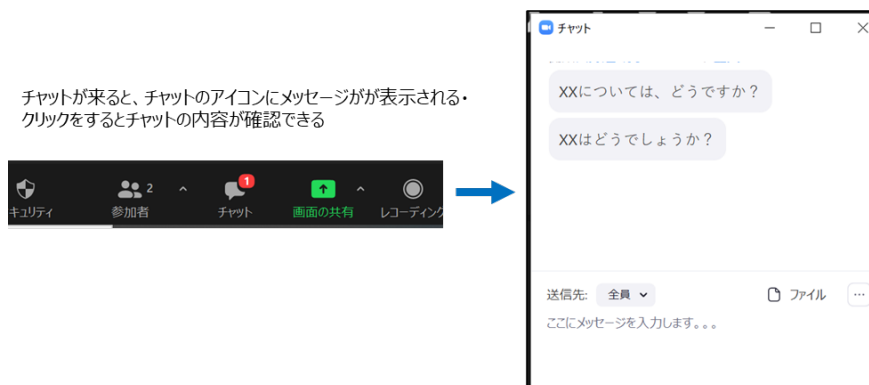 チャットが来ると、チャットのアイコンにメッセージがが表示される・
クリックをするとチャットの内容が確認できる
キュリティ
参加者
2
チャット
1
画面の共有
レコーディング
チャット
XXについては、どうですか？
XXはどうでしょうか？
送信先: 全員
ファイル
ここにメッセージを入力します。。。